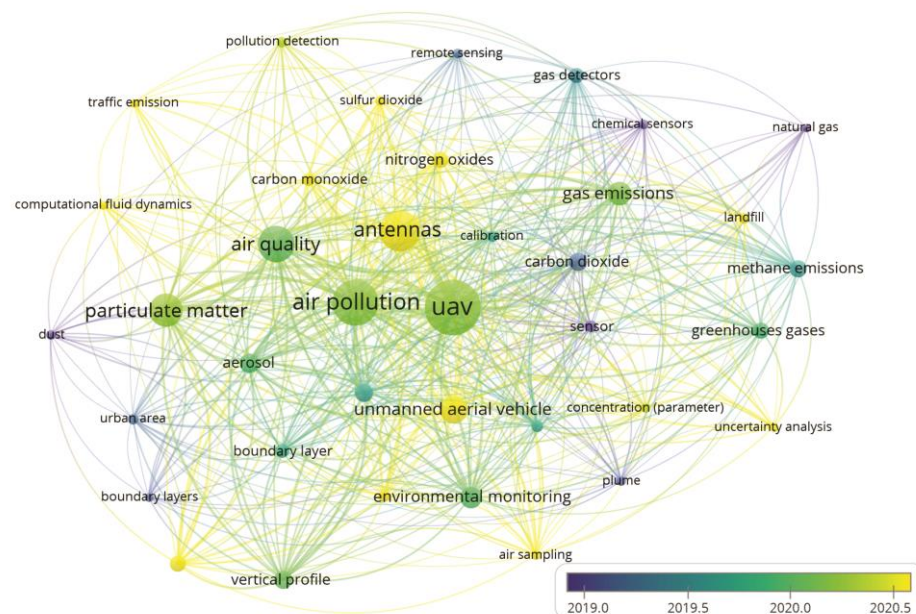 pollution detection
remote sensing
gas detectors
traffic emission
sulfur dioxide
chemical sensors
natural gas
nitrogen oxides
carbon monoxide
gas emissions
computational fluid dynamics
landfill
antennas
calibration
air quality
carbon dioxide
methane emissions
air pollution
uav
particulate matter
sensor
greenhouses gases
dust
aerosol
unmanned aerial vehicle
concentration (parameter)
urban area
uncertainty analysis
boundary layer
plume
boundary layers
environmental monitoring
air sampling
vertical profile
2019.0 2019.5 2020.0 2020.5